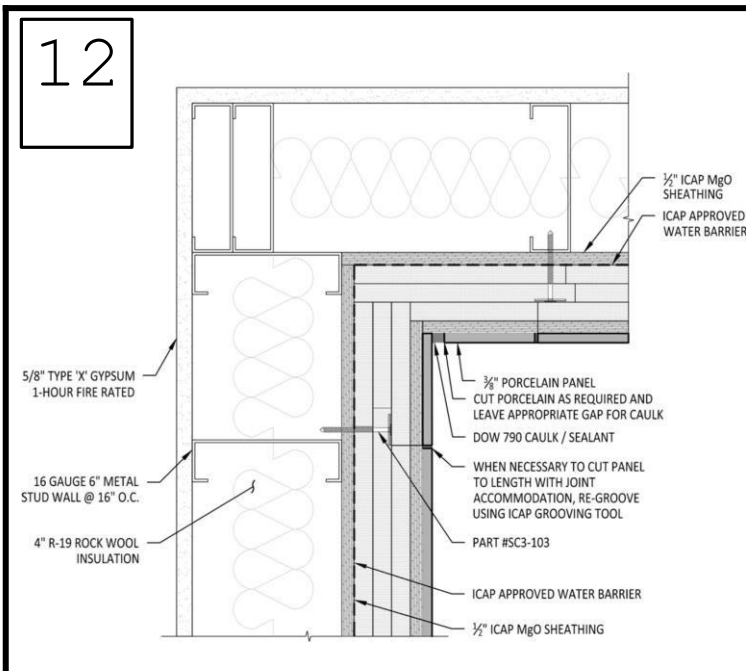 12
½" ICAP MgO
SHEATHING
ICAP APPROVED
WATER BARRIER
5/8" TYPE 'X' GYPSUM
1-HOUR FIRE RATED
16 GAUGE 6" METAL
STUD WALL @ 16" O.C.
4" R-19 ROCK WOOL
INSULATION
⅜" PORCELAIN PANEL
CUT PORCELAIN AS REQUIRED AND
LEAVE APPROPRIATE GAP FOR CAULK
DOW 790 CAULK / SEALANT
WHEN NECESSARY TO CUT PANEL
TO LENGTH WITH JOINT
ACCOMMODATION, RE-GROOVE
USING ICAP GROOVING TOOL
PART #SC3-103
ICAP APPROVED WATER BARRIER
½" ICAP MgO SHEATHING